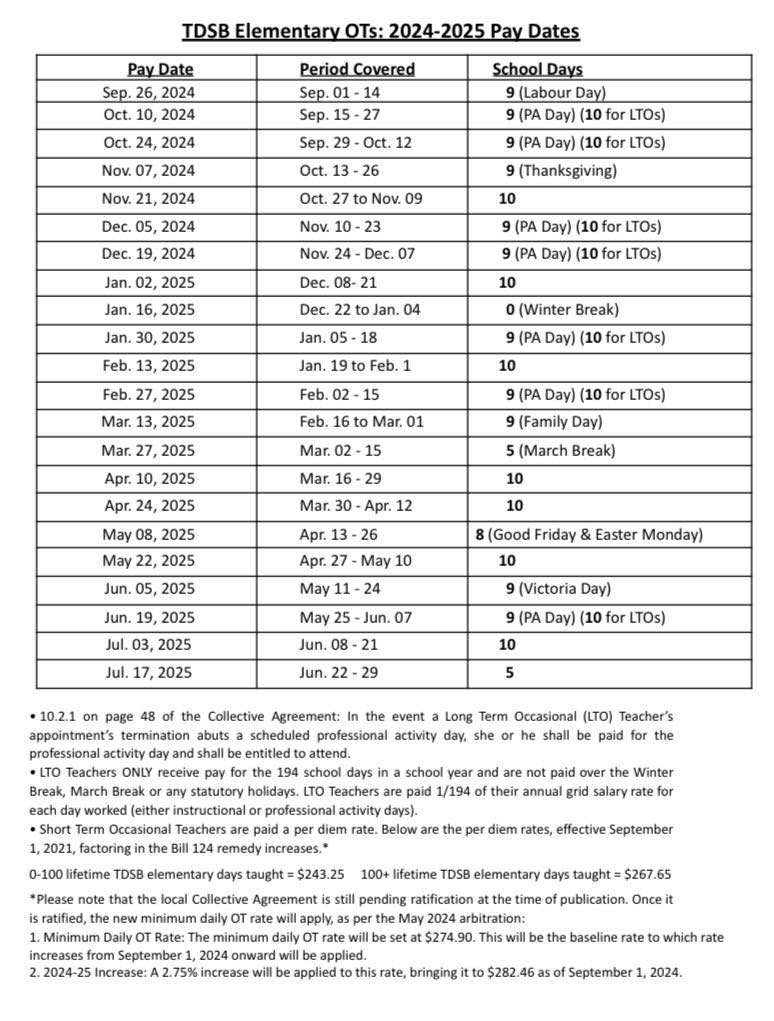 TDSB Elementary OTs: 2024-2025 Pay Dates
Pay Date Period Covered School Days
Sep. 26, 2024 Sep. 01 - 14 9 (Labour Day)
Oct. 10, 2024 Sep. 15 - 27 9 (PA Day) (10 for LTOs)
Oct. 24, 2024 Sep. 29 - Oct. 12 9 (PA Day) (10 for LTOs)
Nov. 07, 2024 Oct. 13 - 26 9 (Thanksgiving)
Nov. 21, 2024 Oct. 27 to Nov. 09 10
Dec. 05, 2024 Nov. 10 - 23 9 (PA Day) (10 for LTOs)
Dec. 19, 2024 Nov. 24 - Dec. 07 9 (PA Day) (10 for LTOs)
Jan. 02, 2025 Dec. 08- 21 10
Jan. 16, 2025 Dec. 22 to Jan. 04 0 (Winter Break)
Jan. 30, 2025 Jan. 05 - 18 9 (PA Day) (10 for LTOs)
Feb. 13, 2025 Jan. 19 to Feb. 1 10
Feb. 27, 2025 Feb. 02 - 15 9 (PA Day) (10 for LTOs)
Mar. 13, 2025 Feb. 16 to Mar. 01 9 (Family Day)
Mar. 27, 2025 Mar. 02 - 15 5 (March Break)
Apr. 10, 2025 Mar. 16 - 29 10
Apr. 24, 2025 Mar. 30 - Apr. 12 10
May 08, 2025 Apr. 13 - 26 8 (Good Friday & Easter Monday)
May 22, 2025 Apr. 27 - May 10 10
Jun. 05, 2025 May 11 - 24 9 (Victoria Day)
Jun. 19, 2025 May 25 - Jun. 07 9 (PA Day) (10 for LTOs)
Jul. 03, 2025 Jun. 08 - 21 10
Jul. 17, 2025 Jun. 22 - 29 5
• 10.2.1 on page 48 of the Collective Agreement: In the event a Long Term Occasional (LTO) Teacher’s
appointment’s termination abuts a scheduled professional activity day, she or he shall be paid for the
professional activity day and shall be entitled to attend.
• LTO Teachers ONLY receive pay for the 194 school days in a school year and are not paid over the Winter
Break, March Break or any statutory holidays. LTO Teachers are paid 1/194 of their annual grid salary rate for
each day worked (either instructional or professional activity days).
• Short Term Occasional Teachers are paid a per diem rate. Below are the per diem rates, effective September
1, 2021, factoring in the Bill 124 remedy increases.*
0-100 lifetime TDSB elementary days taught = $243.25 100+ lifetime TDSB elementary days taught = $267.65
*Please note that the local Collective Agreement is still pending ratification at the time of publication. Once it
is ratified, the new minimum daily OT rate will apply, as per the May 2024 arbitration:
1. Minimum Daily OT Rate: The minimum daily OT rate will be set at $274.90. This will be the baseline rate to which rate
increases from September 1, 2024 onward will be applied.
2. 2024-25 Increase: A 2.75% increase will be applied to this rate, bringing it to $282.46 as of September 1, 2024.